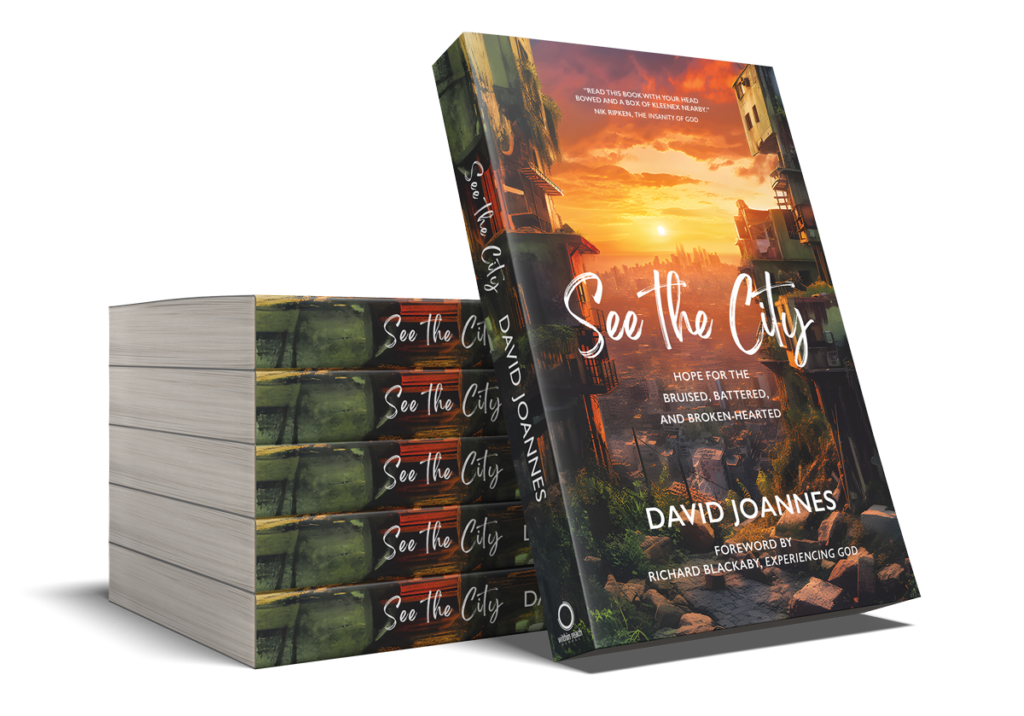 "READ THIS BOOK WITH YOUR HEAD
BOWED AND A BOX OF KLEENEX NEARBY."
NIK RIPKEN, THE INSANITY OF GOD
See the City
HOPE FOR THE
BRUISED, BATTERED,
AND BROKEN-HEARTED
DAVID JOANNES
FOREWORD BY
RICHARD BLACKABY, EXPERIENCING GOD
See the City
DAVID JOANNES
within reach
See the City
See the City
See the City
See the City
See the City